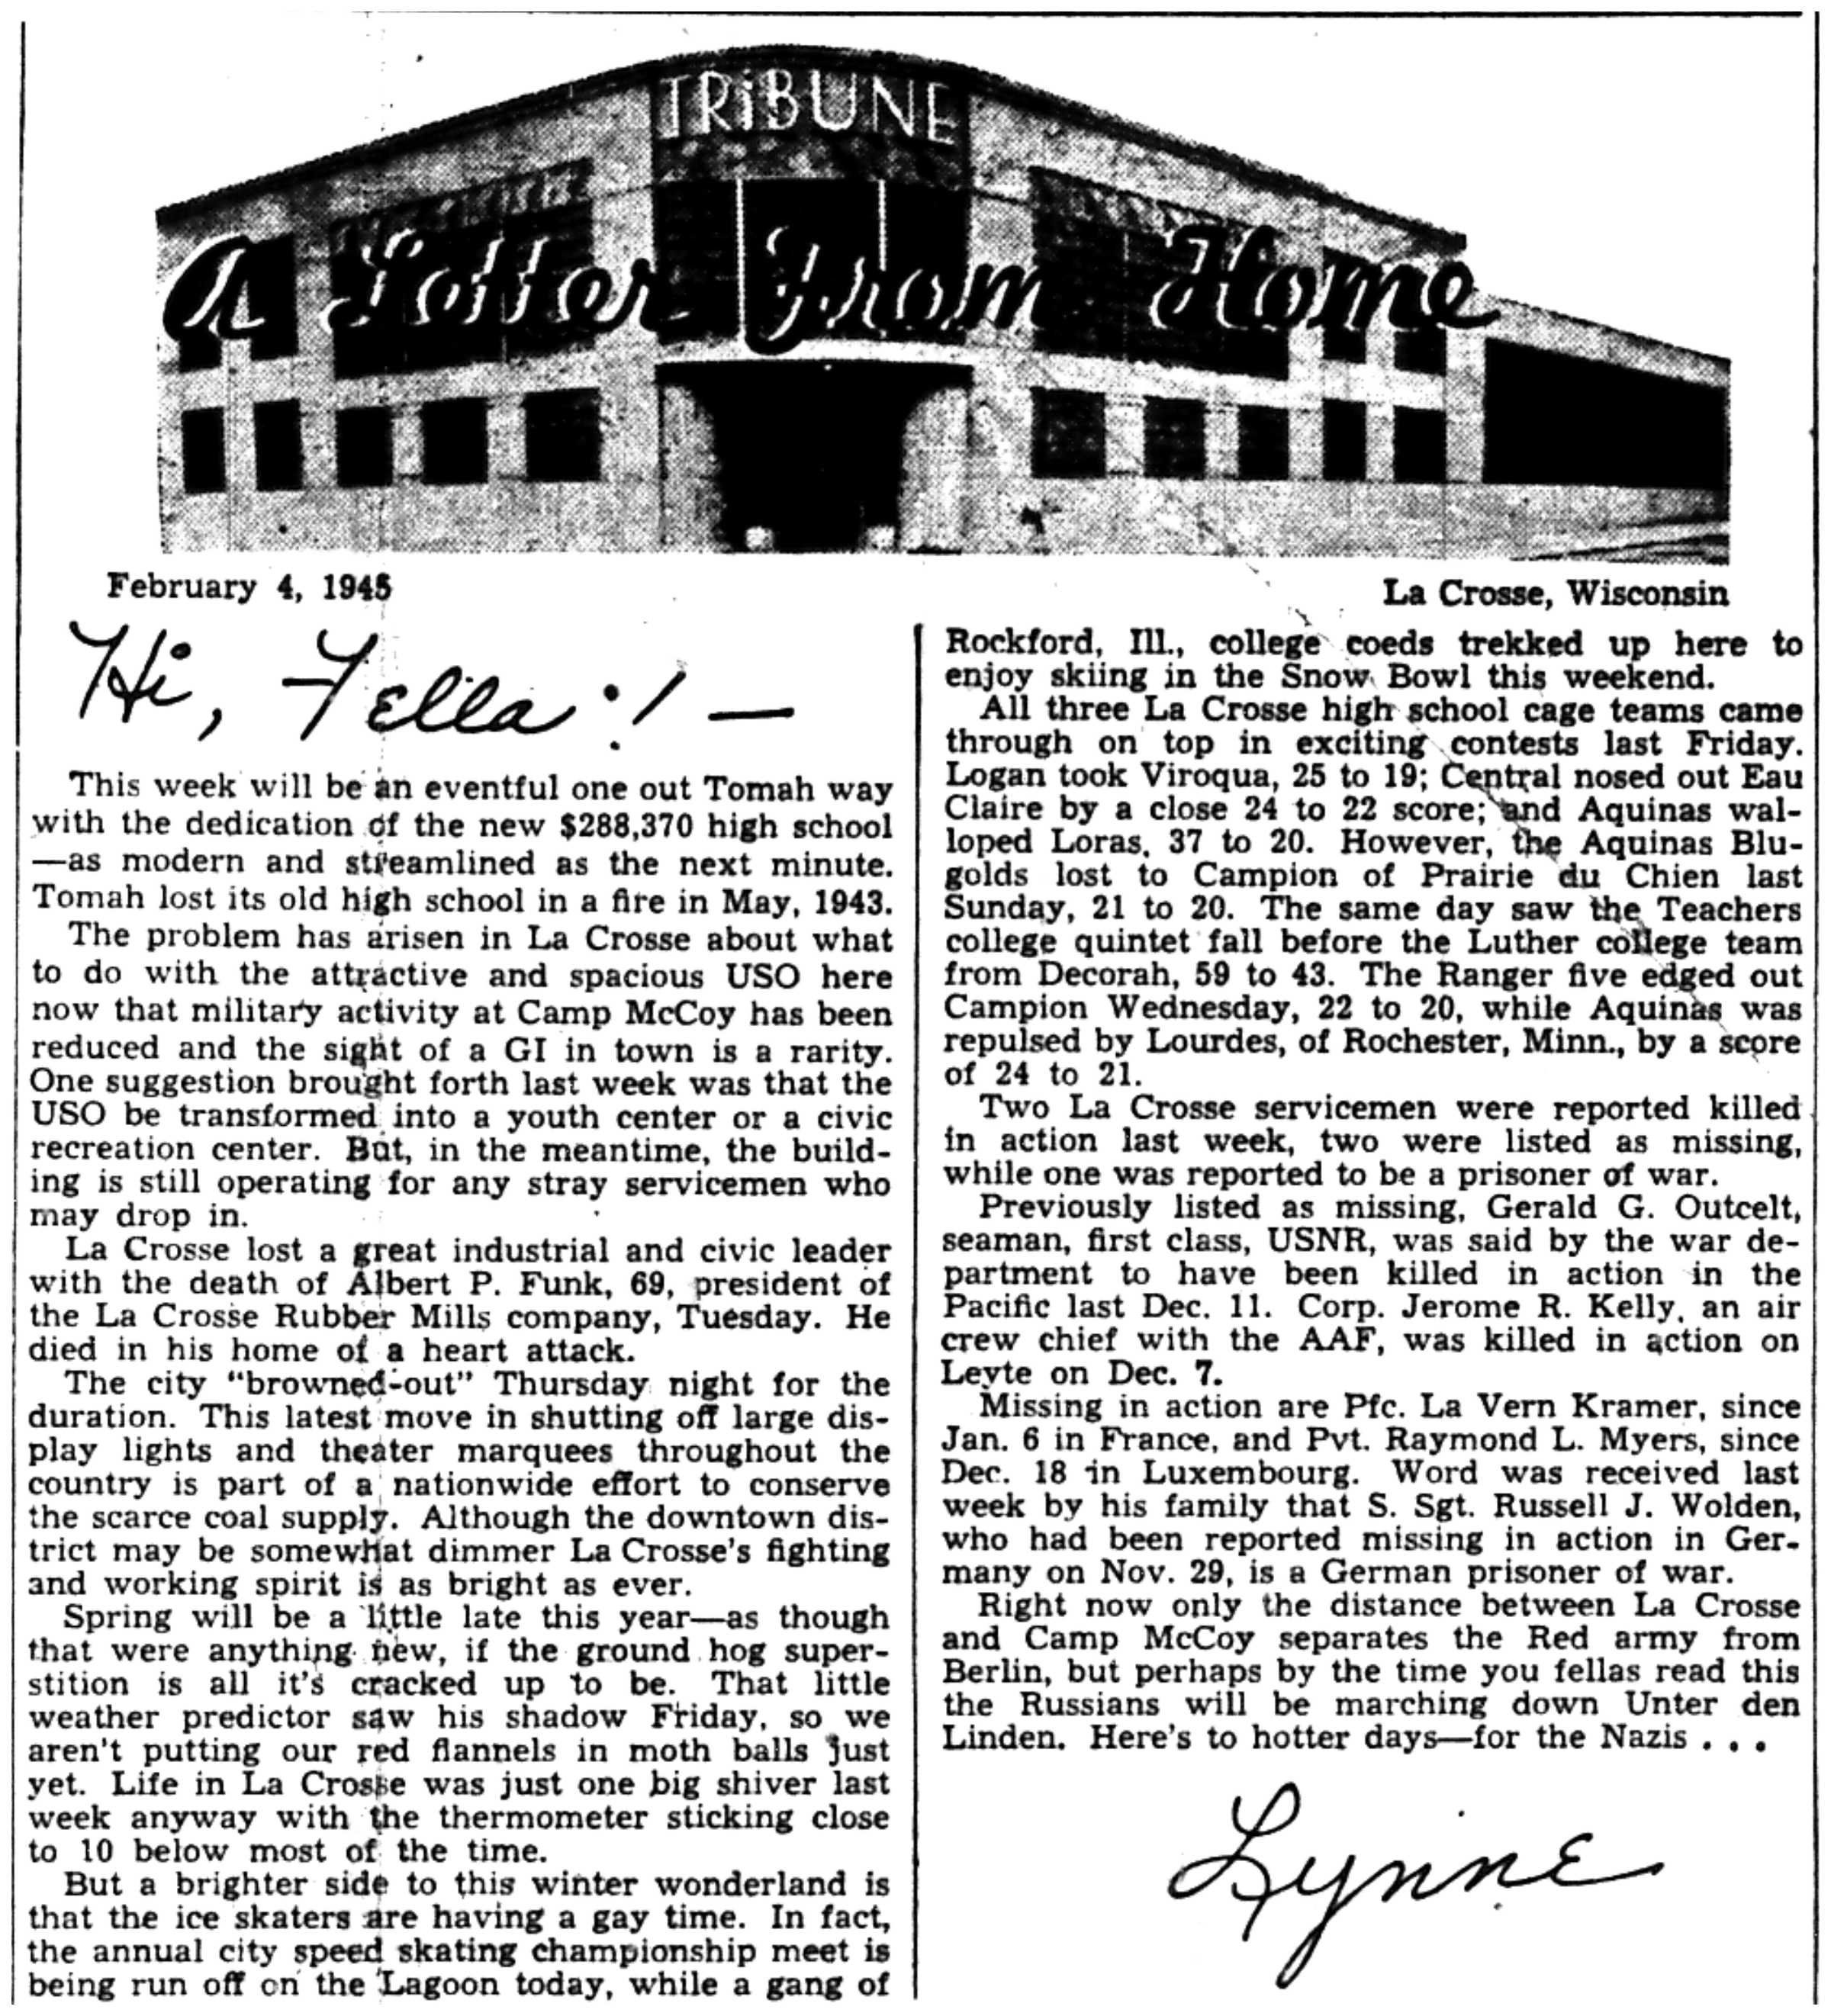 TRiBUNE
A Letter From Home
February 4, 1945
La Crosse, Wisconsin
Hi, Fella!—
This week will be an eventful one out Tomah way
with the dedication of the new $288,370 high school
—as modern and streamlined as the next minute.
Tomah lost its old high school in a fire in May, 1943.
The problem has arisen in La Crosse about what
to do with the attractive and spacious USO here
now that military activity at Camp McCoy has been
reduced and the sight of a GI in town is a rarity.
One suggestion brought forth last week was that the
USO be transformed into a youth center or a civic
recreation center. But, in the meantime, the build-
ing is still operating for any stray servicemen who
may drop in.
La Crosse lost a great industrial and civic leader
with the death of Albert P. Funk, 69, president of
the La Crosse Rubber Mills company, Tuesday. He
died in his home of a heart attack.
The city “browned-out” Thursday night for the
duration. This latest move in shutting off large dis-
play lights and theater marquees throughout the
country is part of a nationwide effort to conserve
the scarce coal supply. Although the downtown dis-
trict may be somewhat dimmer La Crosse's fighting
and working spirit is as bright as ever.
Spring will be a little late this year—as though
that were anything new, if the ground hog super-
stition is all it's cracked up to be. That little
weather predictor saw his shadow Friday, so we
aren't putting our red flannels in moth balls just
yet. Life in La Crosse was just one big shiver last
week anyway with the thermometer sticking close
to 10 below most of the time.
But a brighter side to this winter wonderland is
that the ice skaters are having a gay time. In fact,
the annual city speed skating championship meet is
being run off on the Lagoon today, while a gang of
Rockford, Ill., college coeds trekked up here to
enjoy skiing in the Snow Bowl this weekend.
All three La Crosse high school cage teams came
through on top in exciting contests last Friday.
Logan took Viroqua, 25 to 19; Central nosed out Eau
Claire by a close 24 to 22 score; and Aquinas wal-
loped Loras, 37 to 20. However, the Aquinas Blu-
golds lost to Campion of Prairie du Chien last
Sunday, 21 to 20. The same day saw the Teachers
college quintet fall before the Luther college team
from Decorah, 59 to 43. The Ranger five edged out
Campion Wednesday, 22 to 20, while Aquinas was
repulsed by Lourdes, of Rochester, Minn., by a score
of 24 to 21.
Two La Crosse servicemen were reported killed
in action last week, two were listed as missing,
while one was reported to be a prisoner of war.
Previously listed as missing, Gerald G. Outcelt,
seaman, first class, USNR, was said by the war de-
partment to have been killed in action in the
Pacific last Dec. 11. Corp. Jerome R. Kelly, an air
crew chief with the AAF, was killed in action on
Leyte on Dec. 7.
Missing in action are Pfc. La Vern Kramer, since
Jan. 6 in France, and Pvt. Raymond L. Myers, since
Dec. 18 in Luxembourg. Word was received last
week by his family that S. Sgt. Russell J. Wolden,
who had been reported missing in action in Ger-
many on Nov. 29, is a German prisoner of war.
Right now only the distance between La Crosse
and Camp McCoy separates the Red army from
Berlin, but perhaps by the time you fellas read this
the Russians will be marching down Unter den
Linden. Here's to hotter days—for the Nazis . . .
Lynne